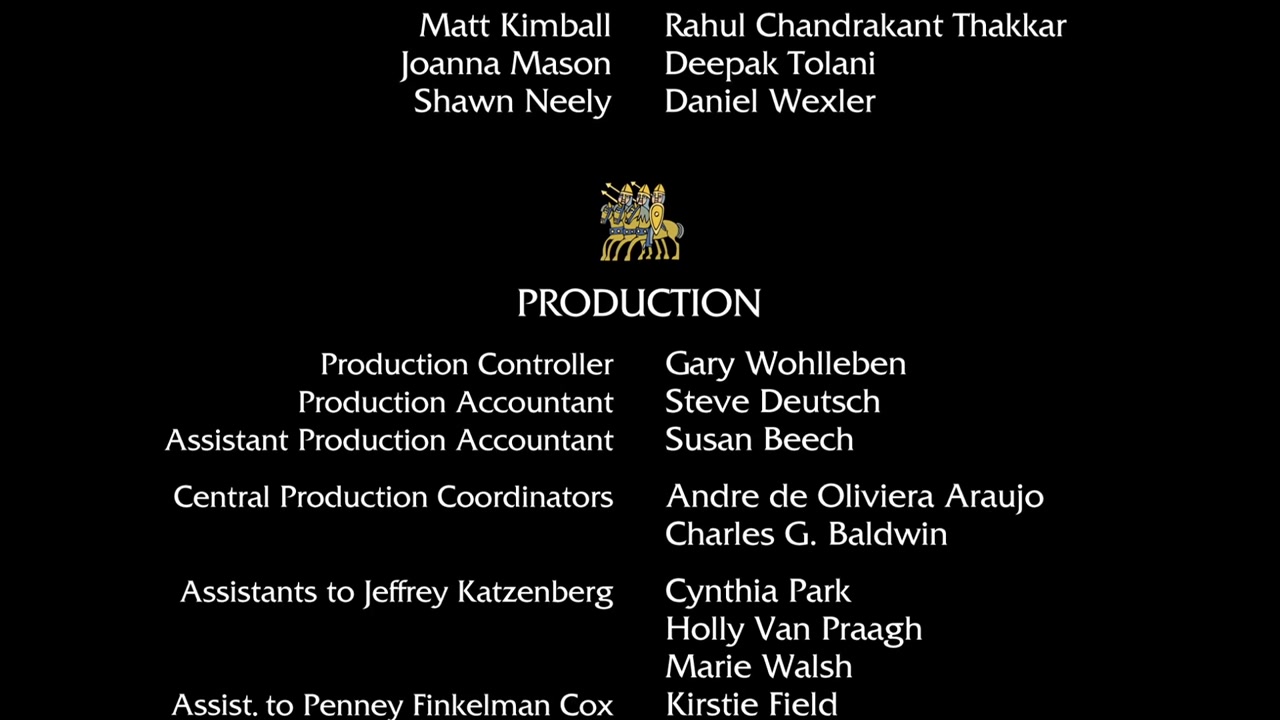 Matt Kimball Rahul Chandrakant Thakkar
Joanna Mason Deepak Tolani
Shawn Neely Daniel Wexler
PRODUCTION
Production Controller Gary Wohlleben
Production Accountant Steve Deutsch
Assistant Production Accountant Susan Beech
Central Production Coordinators Andre de Oliviera Araujo
Charles G. Baldwin
Assistants to Jeffrey Katzenberg Cynthia Park
Holly Van Praagh
Marie Walsh
Assist. to Penney Finkelman Cox Kirstie Field